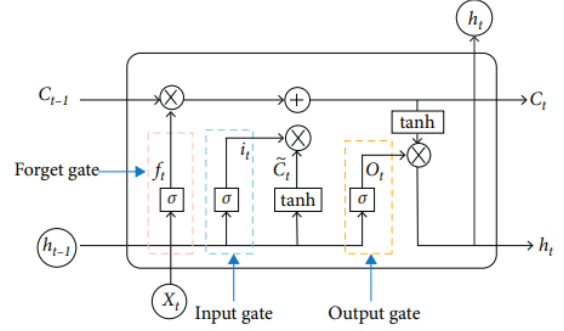 h_t
C_{t-1}
C_t
tanh
i_t
Forget gate
f_t
C̃_t
O_t
σ
σ
tanh
σ
h_{t-1}
h_t
X_t
Input gate
Output gate